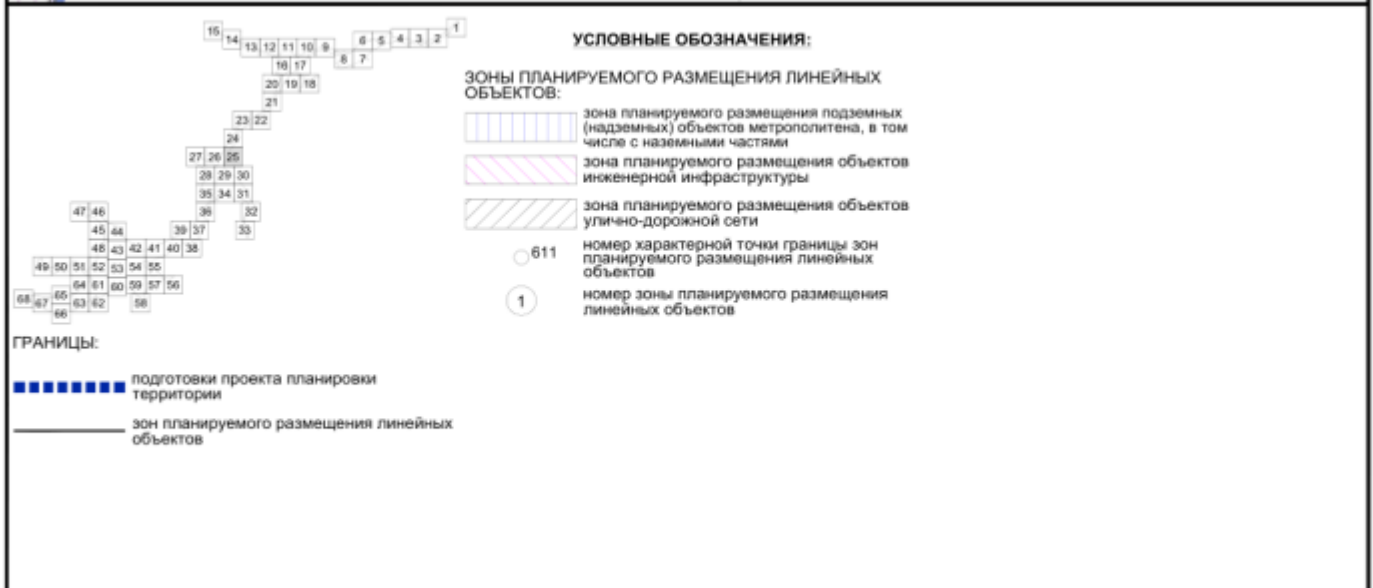 1
15
14 6 5 4 3 2
13 12 11 10 9
8 7
16 17
20 19 18
21
23 22
24
27 26 25
28 29 30
35 34 31
47 46 36 32
45 44 39 37 33
48 43 42 41 40 38
49 50 51 52 53 54 55
64 61 60 59 57 56
68 67 65 63 62 58
66
УСЛОВНЫЕ ОБОЗНАЧЕНИЯ:
ЗОНЫ ПЛАНИРУЕМОГО РАЗМЕЩЕНИЯ ЛИНЕЙНЫХ
ОБЪЕКТОВ:
зона планируемого размещения подземных
(надземных) объектов метрополитена, в том
числе с наземными частями
зона планируемого размещения объектов
инженерной инфраструктуры
зона планируемого размещения объектов
улично-дорожной сети
611
номер характерной точки границы зон
планируемого размещения линейных
объектов
1
номер зоны планируемого размещения
линейных объектов
ГРАНИЦЫ:
подготовки проекта планировки
территории
зон планируемого размещения линейных
объектов